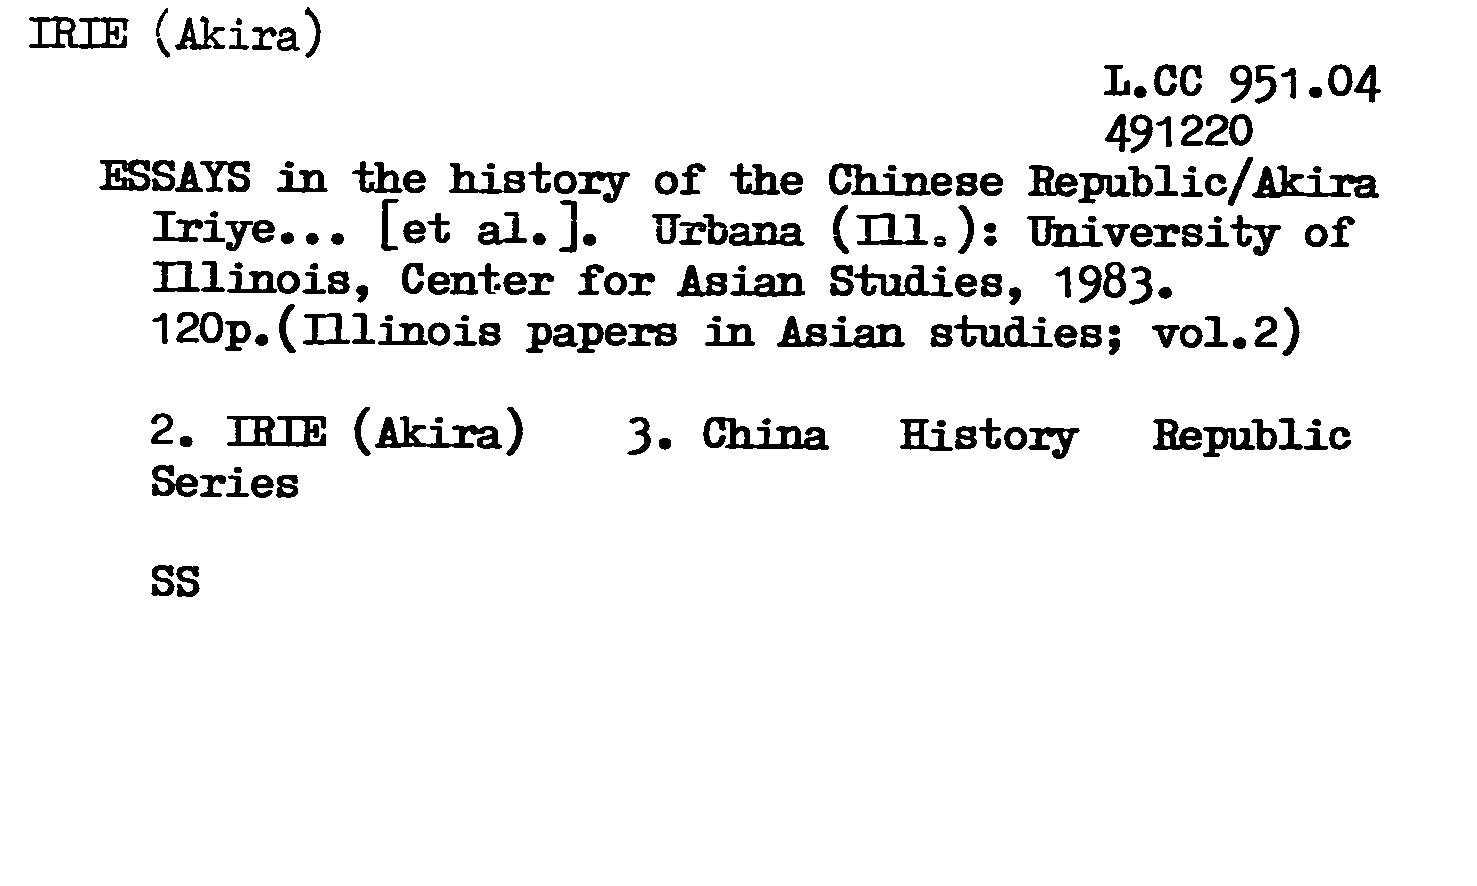 IRIE (Akira)
L.CC 951.04
491220
ESSAYS in the history of the Chinese Republic/Akira
Iriye... [et al.]. Urbana (Ill.): University of
Illinois, Center for Asian Studies, 1983.
120p.(Illinois papers in Asian studies; vol.2)
2. IRIE (Akira) 3. China History Republic
Series
SS